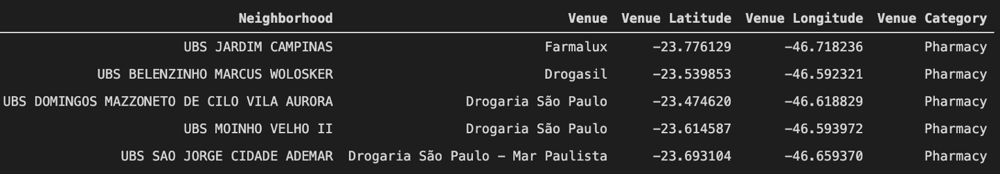 Neighborhood Venue Venue Latitude Venue Longitude Venue Category
UBS JARDIM CAMPINAS Farmalux -23.776129 -46.718236 Pharmacy
UBS BELENZINHO MARCUS WOLOSKER Drogasil -23.539853 -46.592321 Pharmacy
UBS DOMINGOS MAZZONETO DE CILO VILA AURORA Drogaria São Paulo -23.474620 -46.618829 Pharmacy
UBS MOINHO VELHO II Drogaria São Paulo -23.614587 -46.593972 Pharmacy
UBS SAO JORGE CIDADE ADEMAR Drogaria São Paulo - Mar Paulista -23.693104 -46.659370 Pharmacy